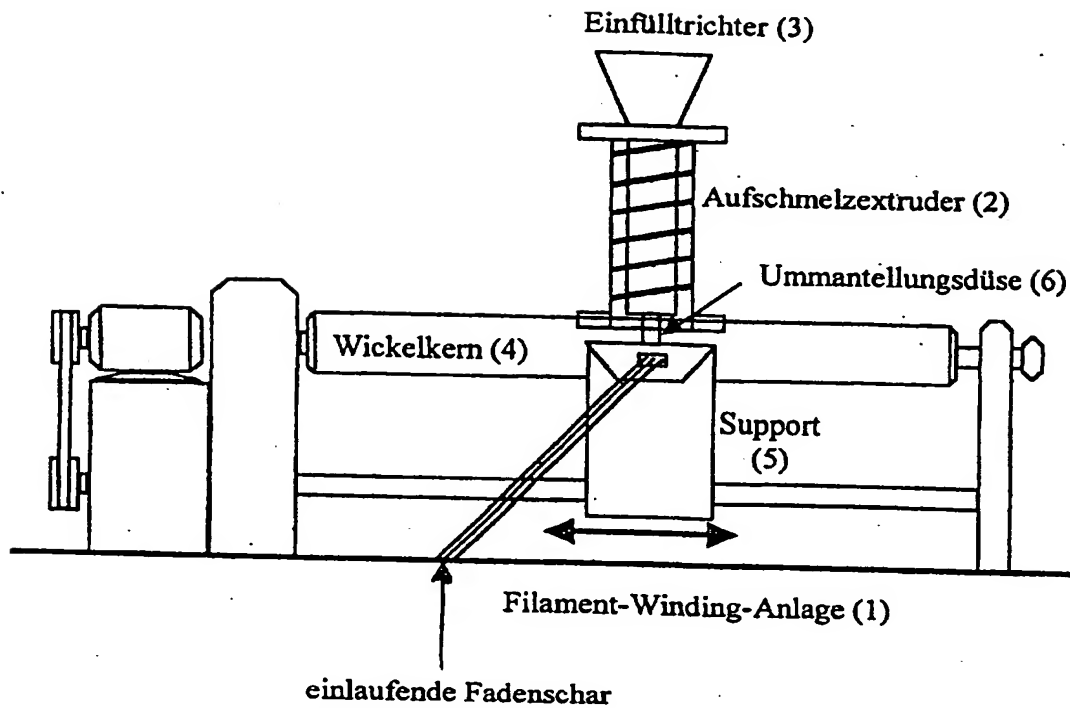 Einfülltrichter (3)
Aufschmelzextruder (2)
Ummantellungsdüse (6)
Wickelkern (4)
Support
(5)
Filament-Winding-Anlage (1)
einlaufende Fadenschar